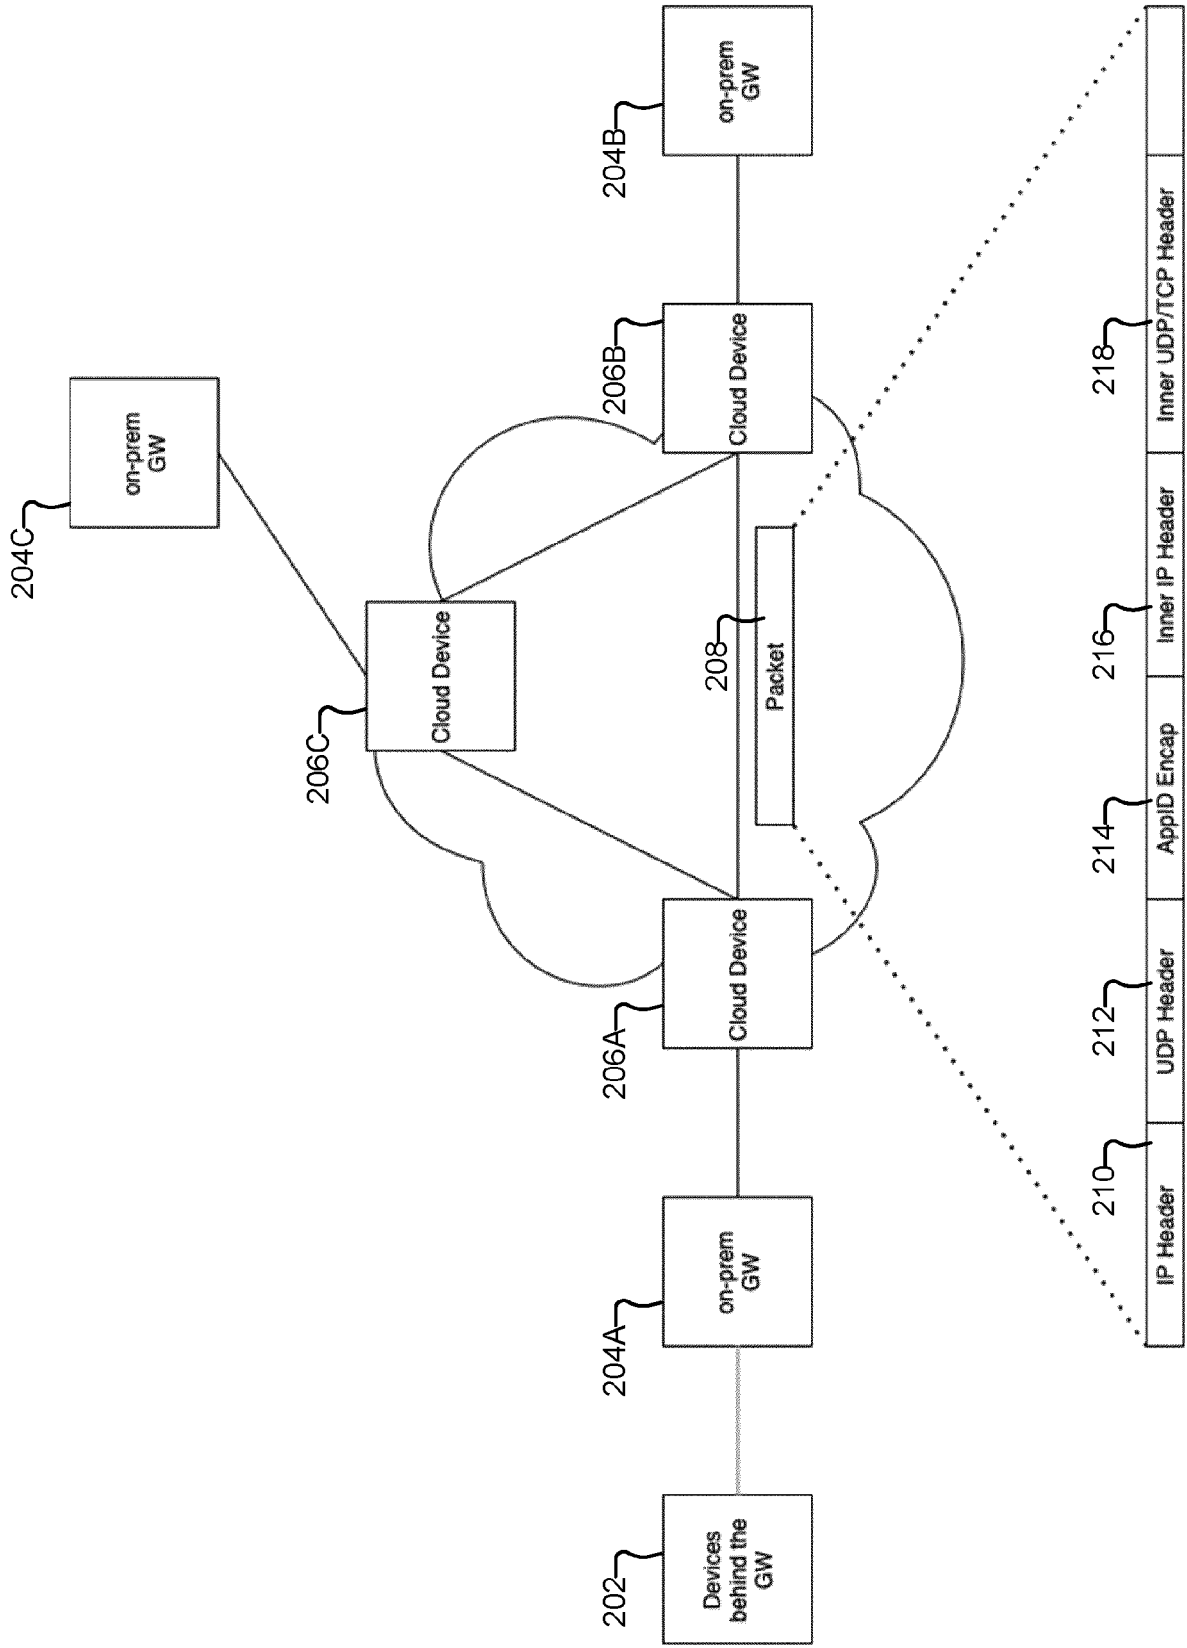 204C
on-prem
GW
206C
Cloud Device
202
Devices
behind the
GW
204A
on-prem
GW
206A
Cloud Device
208
Packet
206B
Cloud Device
204B
on-prem
GW
210
IP Header
212
UDP Header
214
AppID Encap
216
Inner IP Header
218
Inner UDP/TCP Header